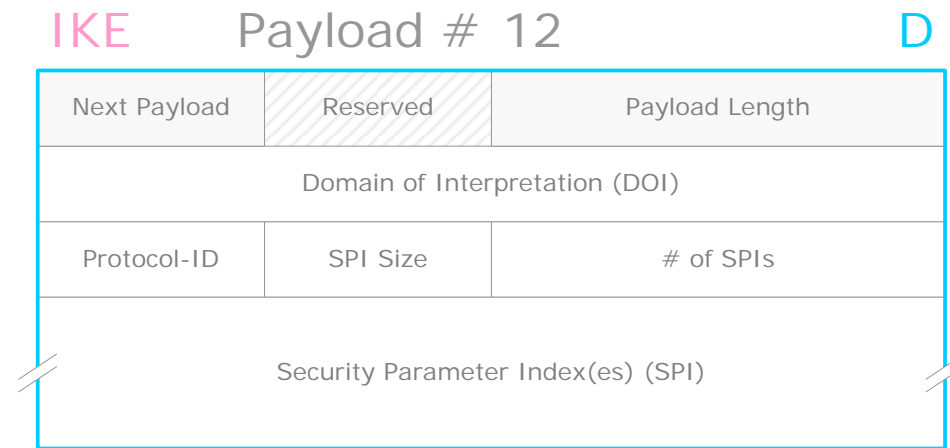 IKE Payload # 12 D
Next Payload Reserved Payload Length
Domain of Interpretation (DOI)
Protocol-ID SPI Size # of SPIs
Security Parameter Index(es) (SPI)